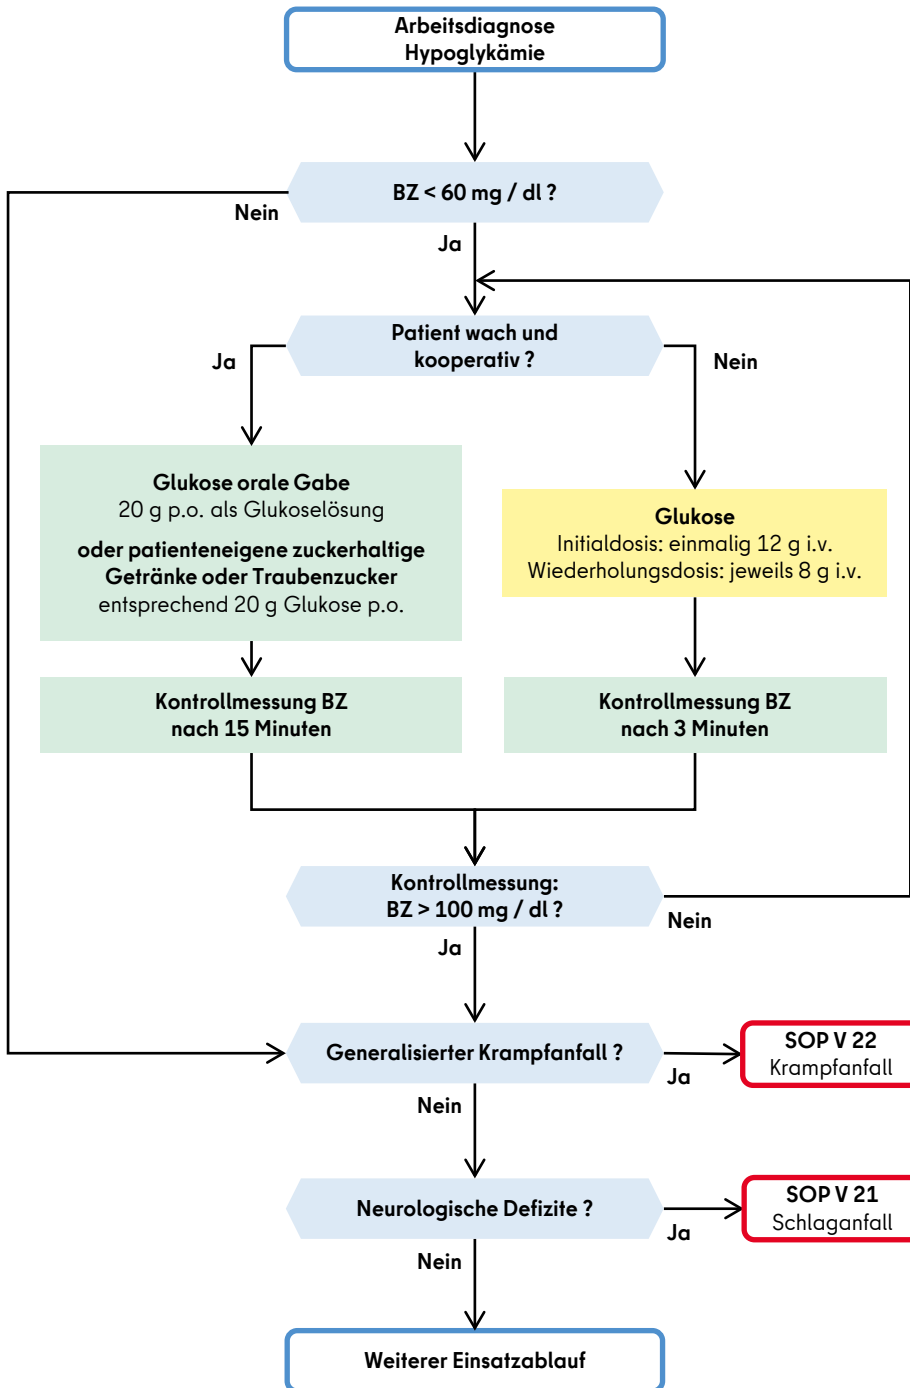 Arbeitsdiagnose
Hypoglykämie
BZ < 60 mg / dl ?
Nein
Ja
Patient wach und
kooperativ ?
Ja
Nein
Glukose orale Gabe
20 g p.o. als Glukoselösung
oder patienteneigene zuckerhaltige
Getränke oder Traubenzucker
entsprechend 20 g Glukose p.o.
Glukose
Initialdosis: einmalig 12 g i.v.
Wiederholungsdosis: jeweils 8 g i.v.
Kontrollmessung BZ
nach 15 Minuten
Kontrollmessung BZ
nach 3 Minuten
Kontrollmessung:
BZ > 100 mg / dl ?
Nein
Ja
Generalisierter Krampfanfall ?
Ja
SOP V 22
Krampfanfall
Nein
Neurologische Defizite ?
Ja
SOP V 21
Schlaganfall
Nein
Weiterer Einsatzablauf